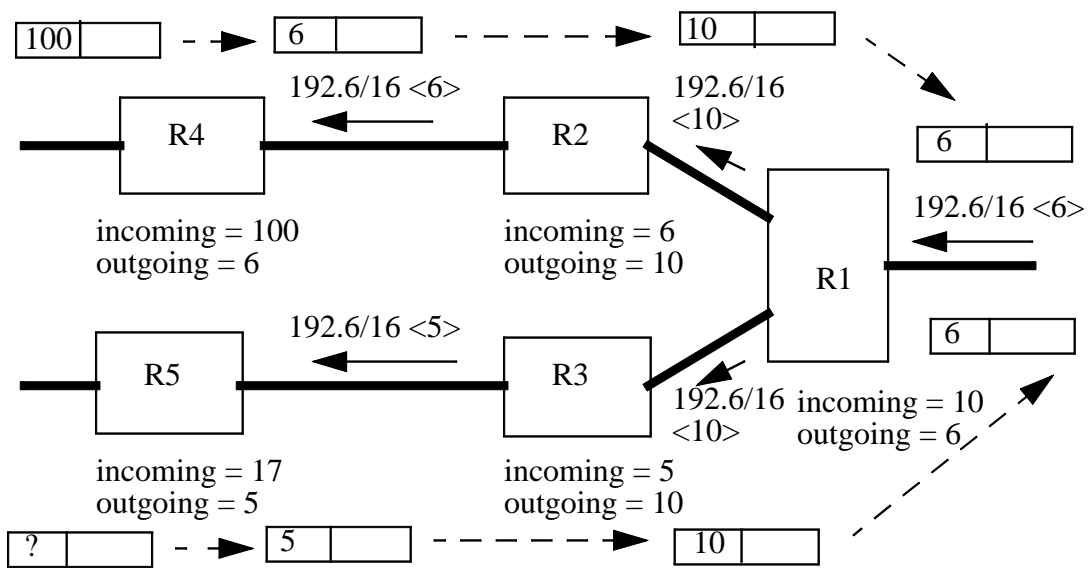 100
6
10
192.6/16 <6>
192.6/16
<10>
R4
R2
6
192.6/16 <6>
incoming = 100
outgoing = 6
incoming = 6
outgoing = 10
R1
192.6/16 <5>
6
R5
R3
192.6/16
<10>
incoming = 10
outgoing = 6
incoming = 17
outgoing = 5
incoming = 5
outgoing = 10
?
5
10